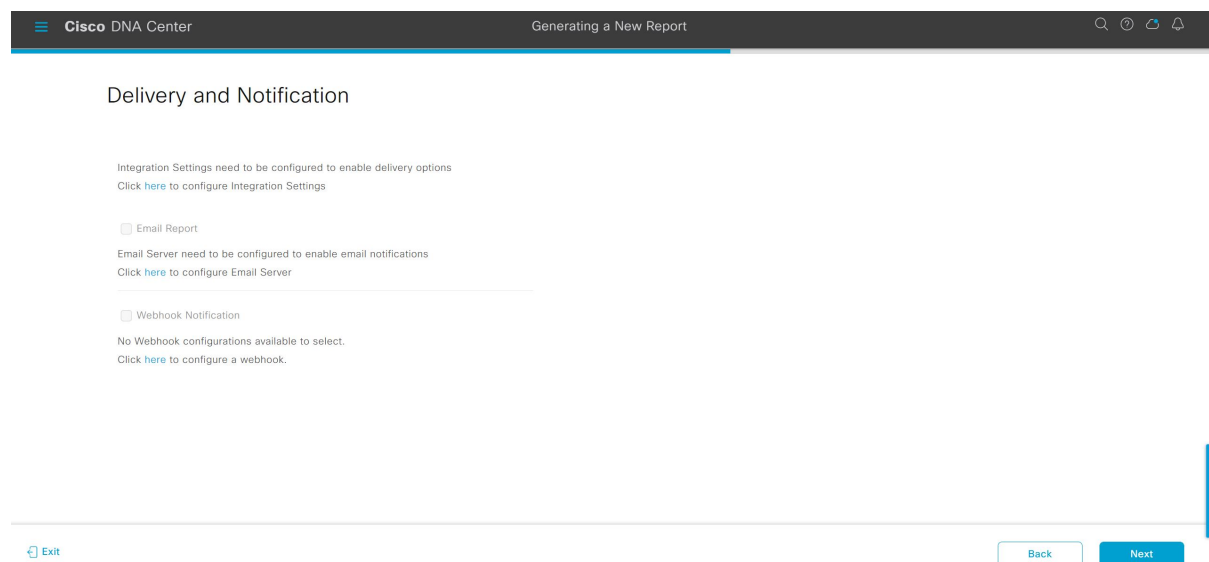 Cisco DNA Center
Generating a New Report
Delivery and Notification
Integration Settings need to be configured to enable delivery options
Click here to configure Integration Settings
Email Report
Email Server need to be configured to enable email notifications
Click here to configure Email Server
Webhook Notification
No Webhook configurations available to select.
Click here to configure a webhook.
Exit
Back
Next